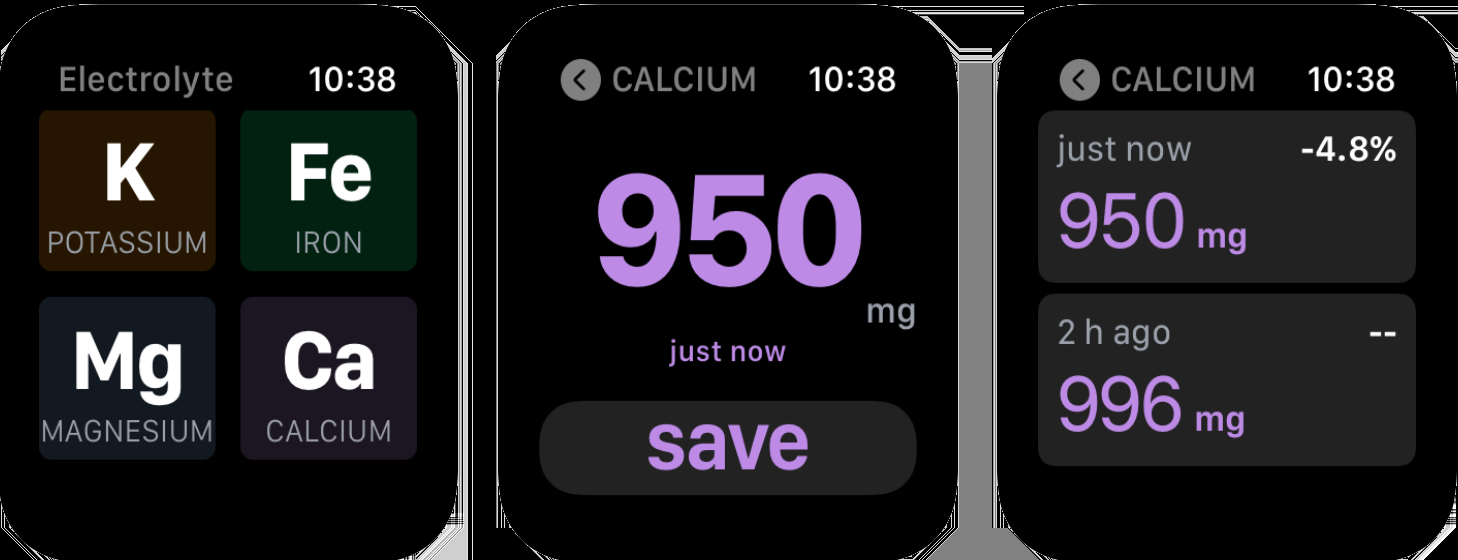 Electrolyte 10:38
K Fe
POTASSIUM IRON
Mg Ca
MAGNESIUM CALCIUM
CALCIUM 10:38
950
mg
just now
save
CALCIUM 10:38
just now -4.8%
950 mg
2 h ago --
996 mg